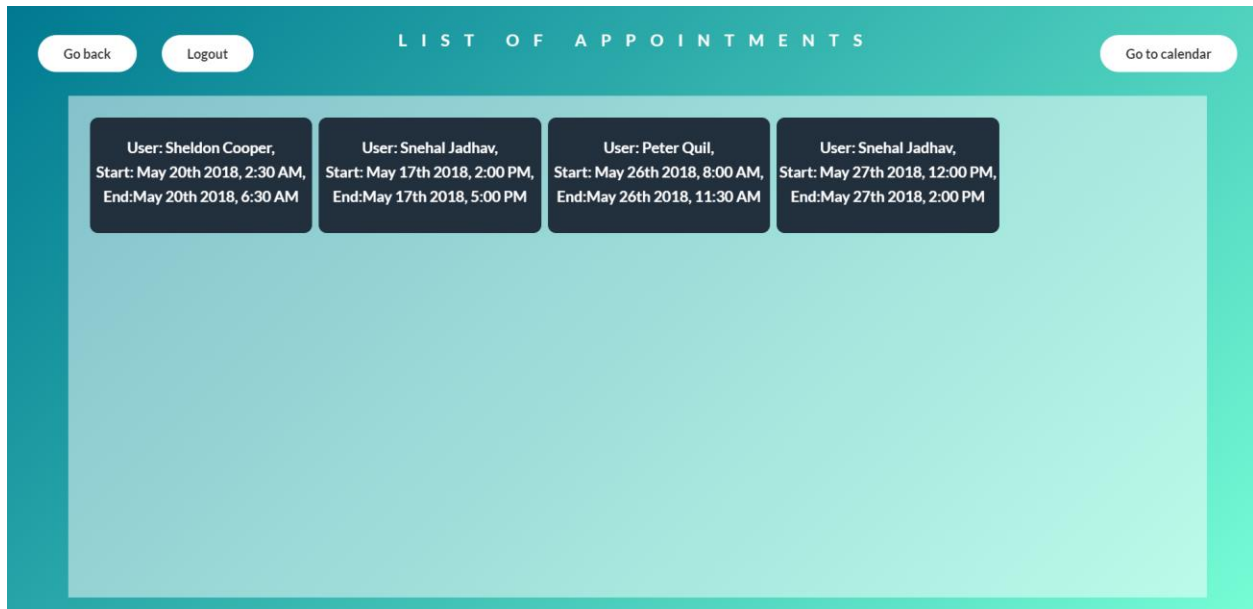 Go back
Logout
LIST OF APPOINTMENTS
Go to calendar
User: Sheldon Cooper,
Start: May 20th 2018, 2:30 AM,
End:May 20th 2018, 6:30 AM
User: Snehal Jadhav,
Start: May 17th 2018, 2:00 PM,
End:May 17th 2018, 5:00 PM
User: Peter Quil,
Start: May 26th 2018, 8:00 AM,
End:May 26th 2018, 11:30 AM
User: Snehal Jadhav,
Start: May 27th 2018, 12:00 PM,
End:May 27th 2018, 2:00 PM